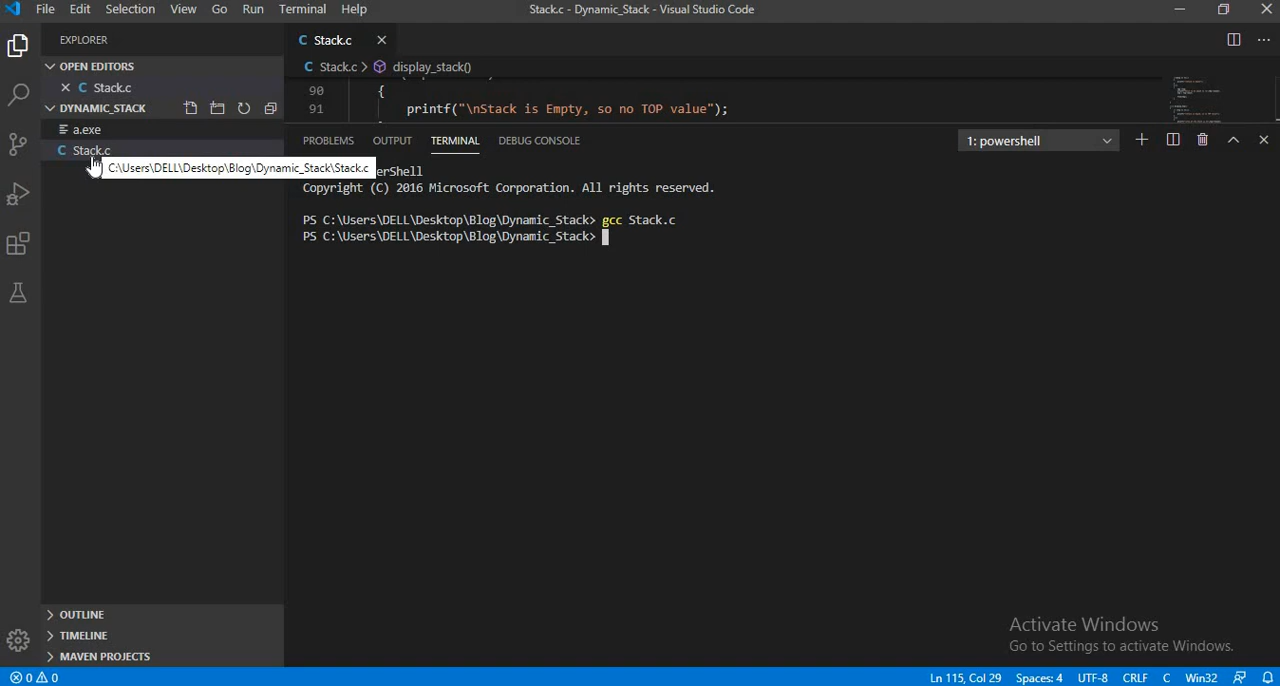 File Edit Selection View Go Run Terminal Help
Stack.c - Dynamic_Stack - Visual Studio Code
EXPLORER
OPEN EDITORS
C Stack.c
DYNAMIC_STACK
a.exe
C Stack.c
C:\Users\DELL\Desktop\Blog\Dynamic_Stack\Stack.c
OUTLINE
TIMELINE
MAVEN PROJECTS
C Stack.c
C Stack.c > display_stack()
90 {
91 printf("\nStack is Empty, so no TOP value");
PROBLEMS OUTPUT TERMINAL DEBUG CONSOLE
1: powershell
erShell
Copyright (C) 2016 Microsoft Corporation. All rights reserved.
PS C:\Users\DELL\Desktop\Blog\Dynamic_Stack> gcc Stack.c
PS C:\Users\DELL\Desktop\Blog\Dynamic_Stack>
Activate Windows
Go to Settings to activate Windows.
0 0
Ln 115, Col 29 Spaces: 4 UTF-8 CRLF C Win32